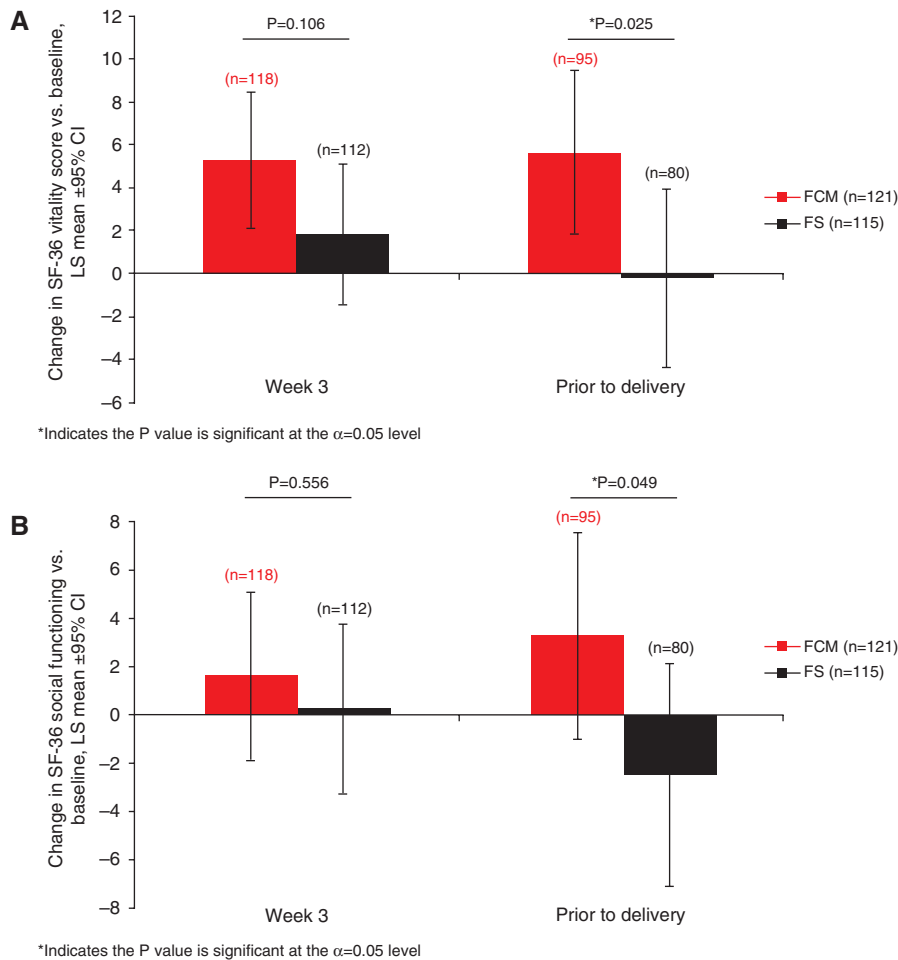 A
Change in SF-36 vitality score vs. baseline,
LS mean ±95% CI
12
10
8
6
4
2
0
–2
–4
–6
P=0.106
*P=0.025
(n=118)
(n=112)
(n=95)
(n=80)
FCM (n=121)
FS (n=115)
Week 3
Prior to delivery
*Indicates the P value is significant at the α=0.05 level
B
Change in SF-36 social functioning vs.
baseline, LS mean ±95% CI
8
6
4
2
0
–2
–4
–6
–8
P=0.556
*P=0.049
(n=118)
(n=112)
(n=95)
(n=80)
FCM (n=121)
FS (n=115)
Week 3
Prior to delivery
*Indicates the P value is significant at the α=0.05 level